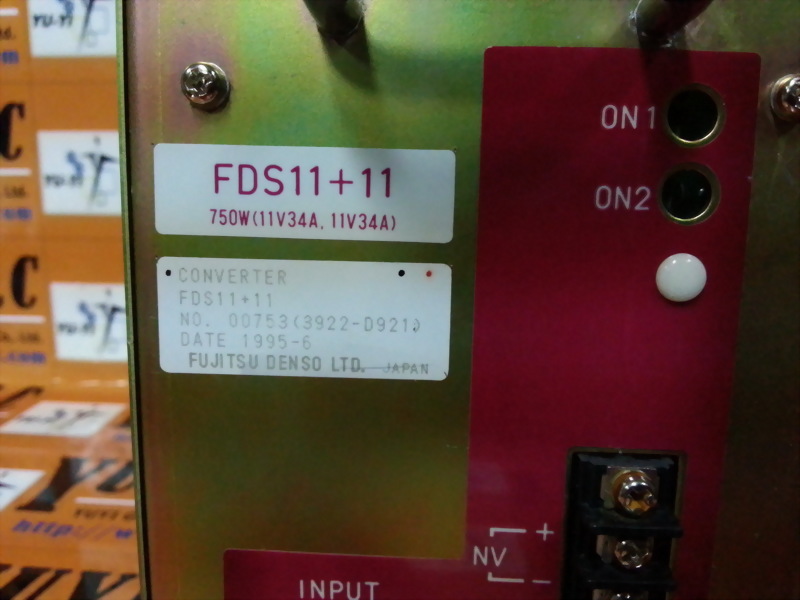 ON1
FDS11+11
750W(11V34A, 11V34A)
ON2
CONVERTER
FDS11+11
NO. 00753(3922-D921)
DATE 1995-6
FUJITSU DENSO LTD. JAPAN
+
NV
-
INPUT